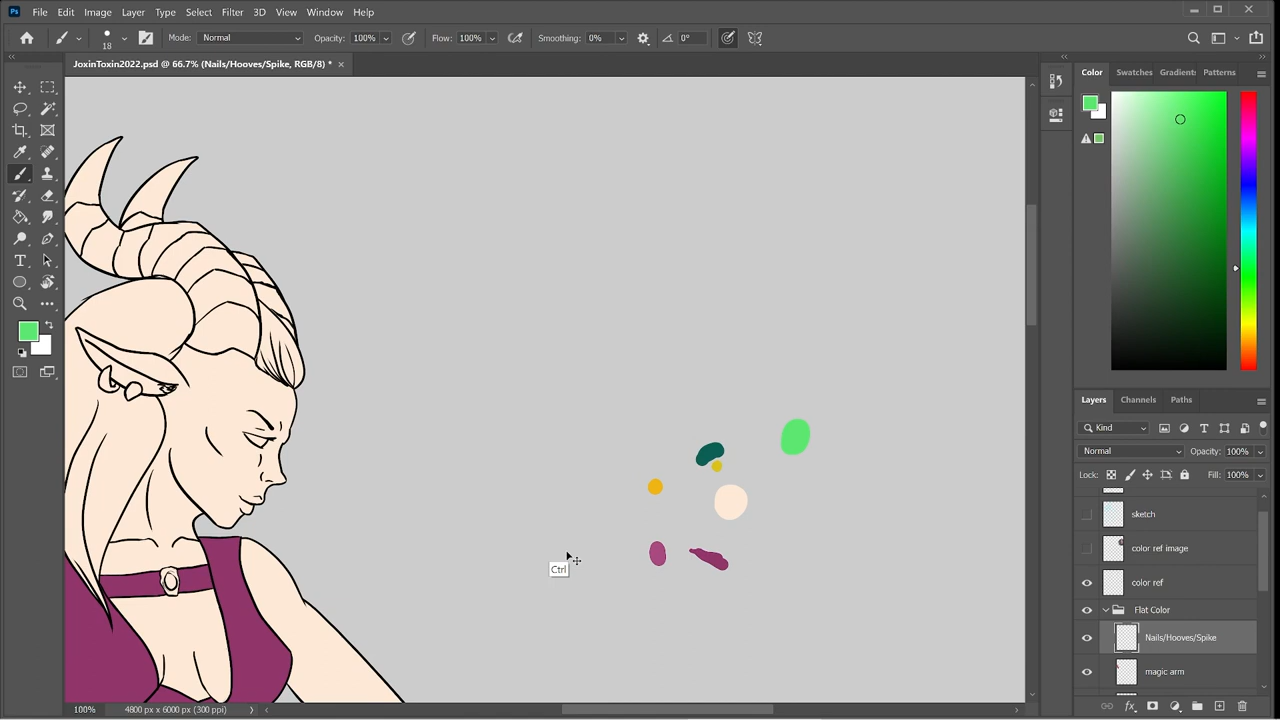 Ps File Edit Image Layer Type Select Filter 3D View Window Help
18 Mode: Normal Opacity: 100% Flow: 100% Smoothing: 0% 0°
JoxinToxin2022.psd @ 66.7% (Nails/Hooves/Spike, RGB/8) * ×
Color Swatches Gradients Patterns
Layers Channels Paths
Kind
Normal Opacity: 100%
Lock: Fill: 100%
sketch
color ref image
color ref
Flat Color
Nails/Hooves/Spike
magic arm
Ctrl
100% 4800 px x 6000 px (300 ppi)
fx